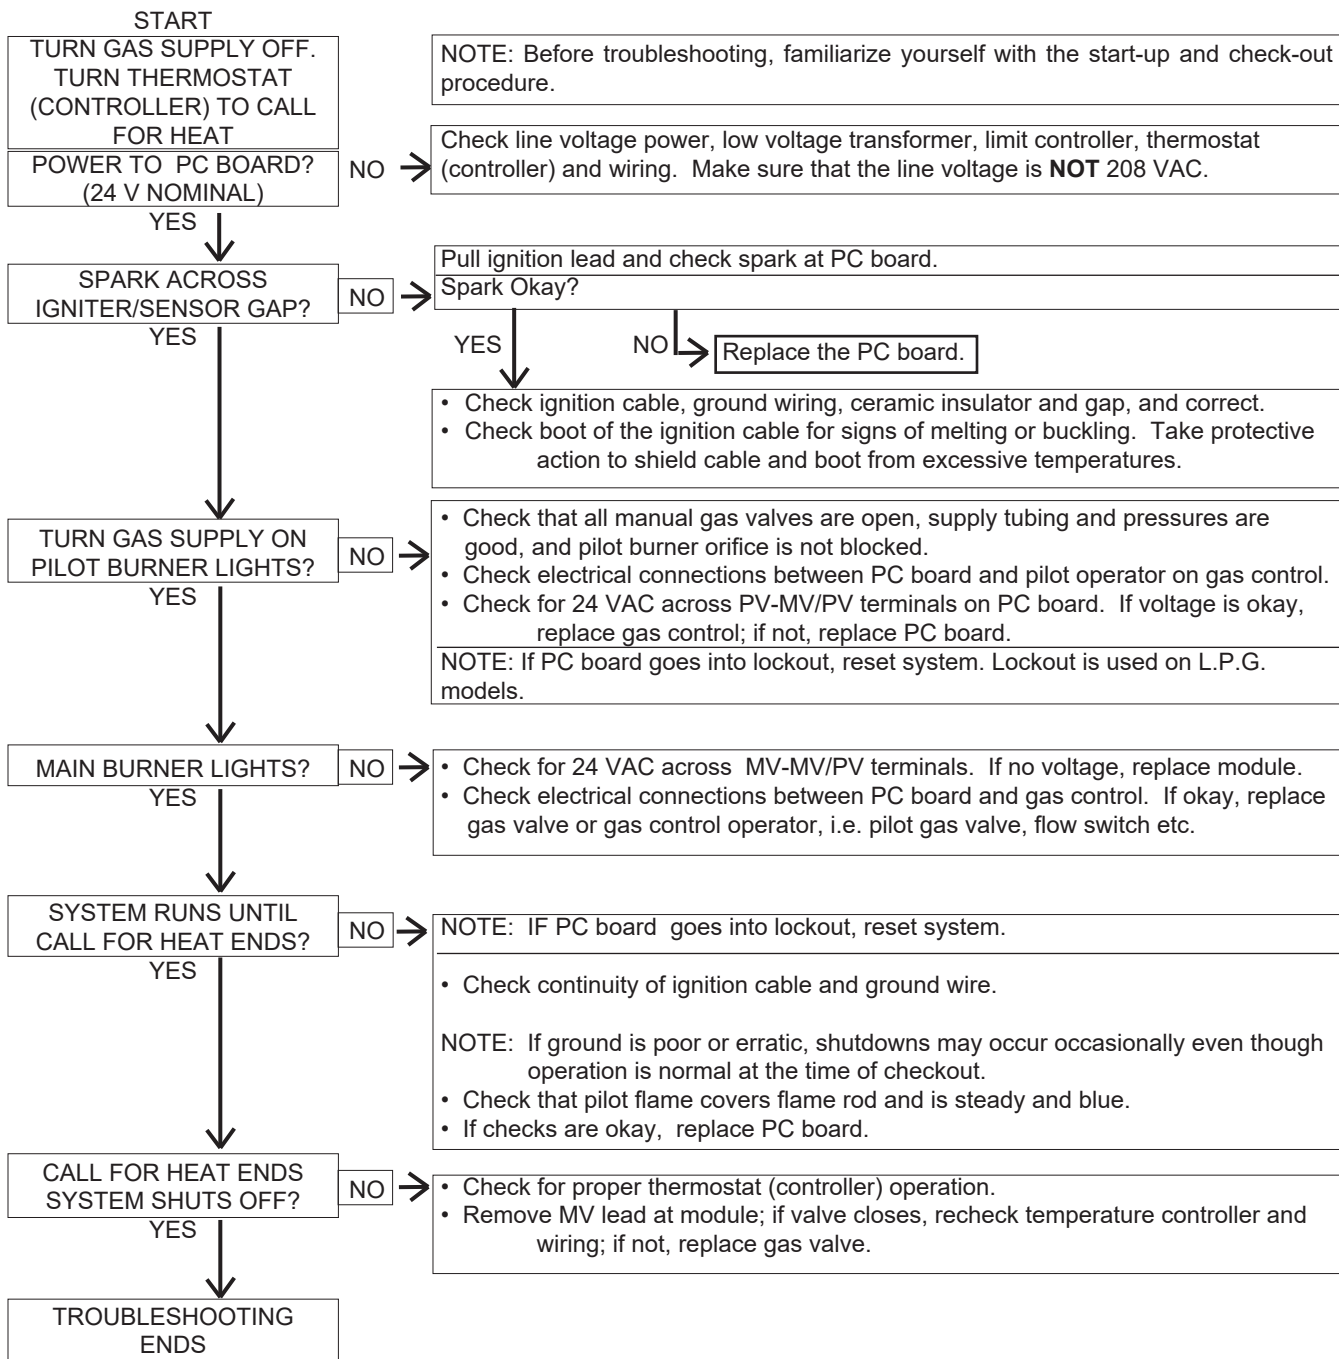 START
TURN GAS SUPPLY OFF.
TURN THERMOSTAT
(CONTROLLER) TO CALL
FOR HEAT
NOTE: Before troubleshooting, familiarize yourself with the start-up and check-out
procedure.
POWER TO PC BOARD?
(24 V NOMINAL)
NO
Check line voltage power, low voltage transformer, limit controller, thermostat
(controller) and wiring. Make sure that the line voltage is NOT 208 VAC.
YES
SPARK ACROSS
IGNITER/SENSOR GAP?
NO
Pull ignition lead and check spark at PC board.
Spark Okay?
YES
YES
NO
Replace the PC board.
• Check ignition cable, ground wiring, ceramic insulator and gap, and correct.
• Check boot of the ignition cable for signs of melting or buckling. Take protective
action to shield cable and boot from excessive temperatures.
TURN GAS SUPPLY ON
PILOT BURNER LIGHTS?
NO
• Check that all manual gas valves are open, supply tubing and pressures are
good, and pilot burner orifice is not blocked.
• Check electrical connections between PC board and pilot operator on gas control.
• Check for 24 VAC across PV-MV/PV terminals on PC board. If voltage is okay,
replace gas control; if not, replace PC board.
NOTE: If PC board goes into lockout, reset system. Lockout is used on L.P.G.
models.
YES
MAIN BURNER LIGHTS?
NO
• Check for 24 VAC across MV-MV/PV terminals. If no voltage, replace module.
• Check electrical connections between PC board and gas control. If okay, replace
gas valve or gas control operator, i.e. pilot gas valve, flow switch etc.
YES
SYSTEM RUNS UNTIL
CALL FOR HEAT ENDS?
NO
NOTE: IF PC board goes into lockout, reset system.
• Check continuity of ignition cable and ground wire.
NOTE: If ground is poor or erratic, shutdowns may occur occasionally even though
operation is normal at the time of checkout.
• Check that pilot flame covers flame rod and is steady and blue.
• If checks are okay, replace PC board.
YES
CALL FOR HEAT ENDS
SYSTEM SHUTS OFF?
NO
• Check for proper thermostat (controller) operation.
• Remove MV lead at module; if valve closes, recheck temperature controller and
wiring; if not, replace gas valve.
YES
TROUBLESHOOTING
ENDS